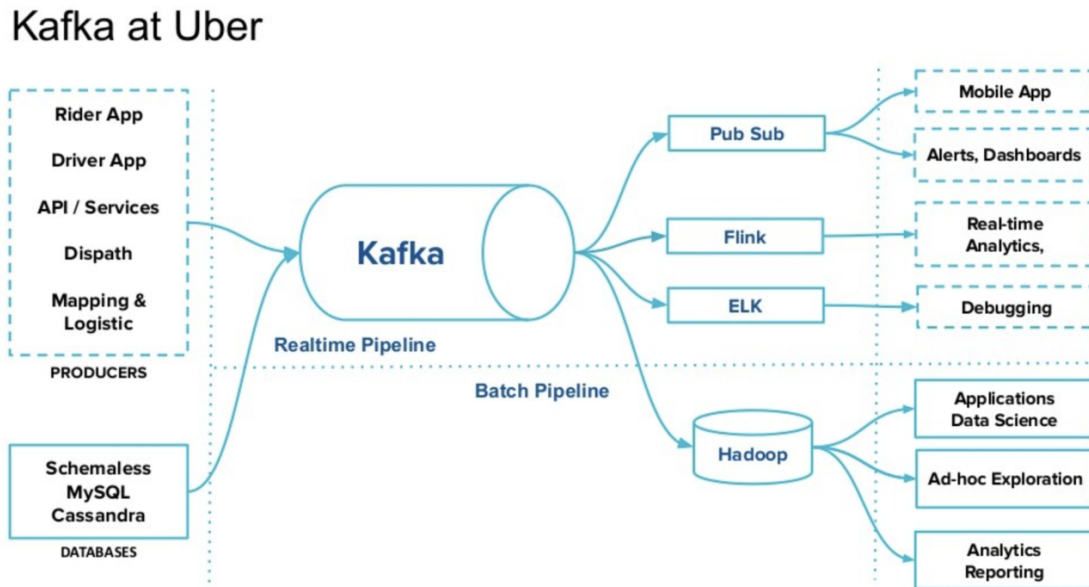 Kafka at Uber
Rider App
Driver App
API / Services
Dispath
Mapping &
Logistic
PRODUCERS
Schemaless
MySQL
Cassandra
DATABASES
Kafka
Realtime Pipeline
Batch Pipeline
Pub Sub
Flink
ELK
Hadoop
Mobile App
Alerts, Dashboards
Real-time
Analytics,
Debugging
Applications
Data Science
Ad-hoc Exploration
Analytics
Reporting